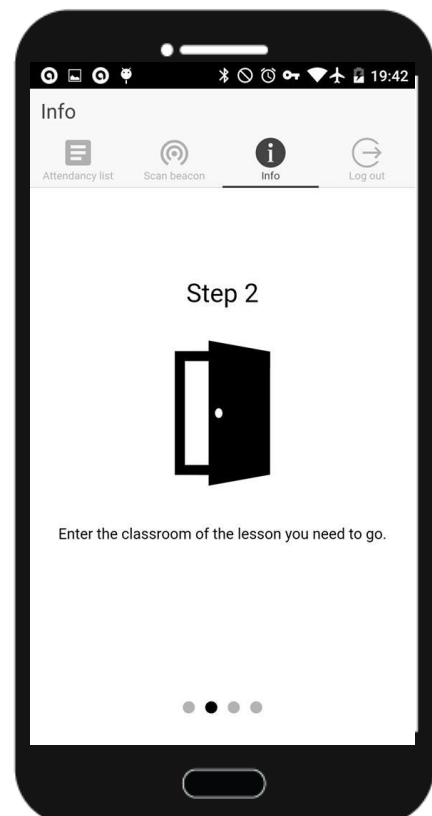 19:42
Info
Attendancy list
Scan beacon
Info
Log out
Step 2
Enter the classroom of the lesson you need to go.